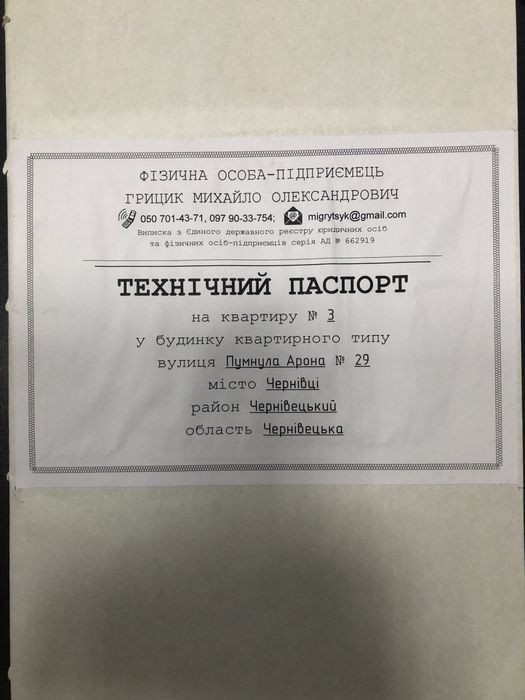 ФІЗИЧНА ОСОБА-ПІДПРИЄМЕЦЬ
ГРИЦИК МИХАЙЛО ОЛЕКСАНДРОВИЧ
050 701-43-71, 097 90-33-754; migrytsyk@gmail.com
Виписка з Єдиного державного реєстру юридичних осіб
та фізичних осіб-підприємців серія АД № 662919
ТЕХНІЧНИЙ ПАСПОРТ
на квартиру № 3
у будинку квартирного типу
вулиця Пумнула Арона № 29
місто Чернівці
район Чернівецький
область Чернівецька